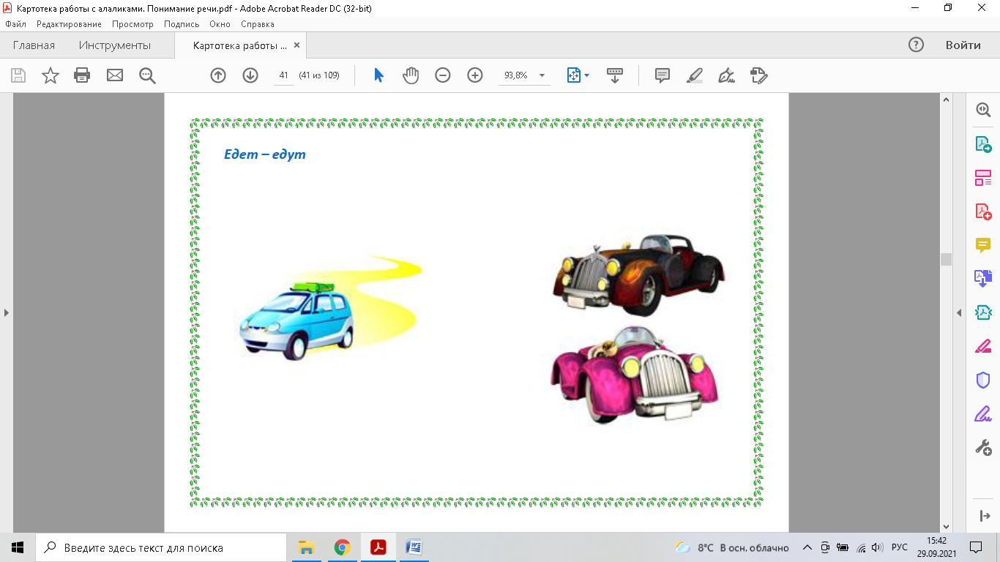 Картотека работы с алаликами. Понимание речи.pdf - Adobe Acrobat Reader DC (32-bit)
Файл Редактирование Просмотр Подпись Окно Справка
Главная Инструменты Картотека работы ... × Войти
41 (41 из 109) 93,8%
Едет – едут
Введите здесь текст для поиска
8°C В осн. облачно
РУС
15:42
29.09.2021